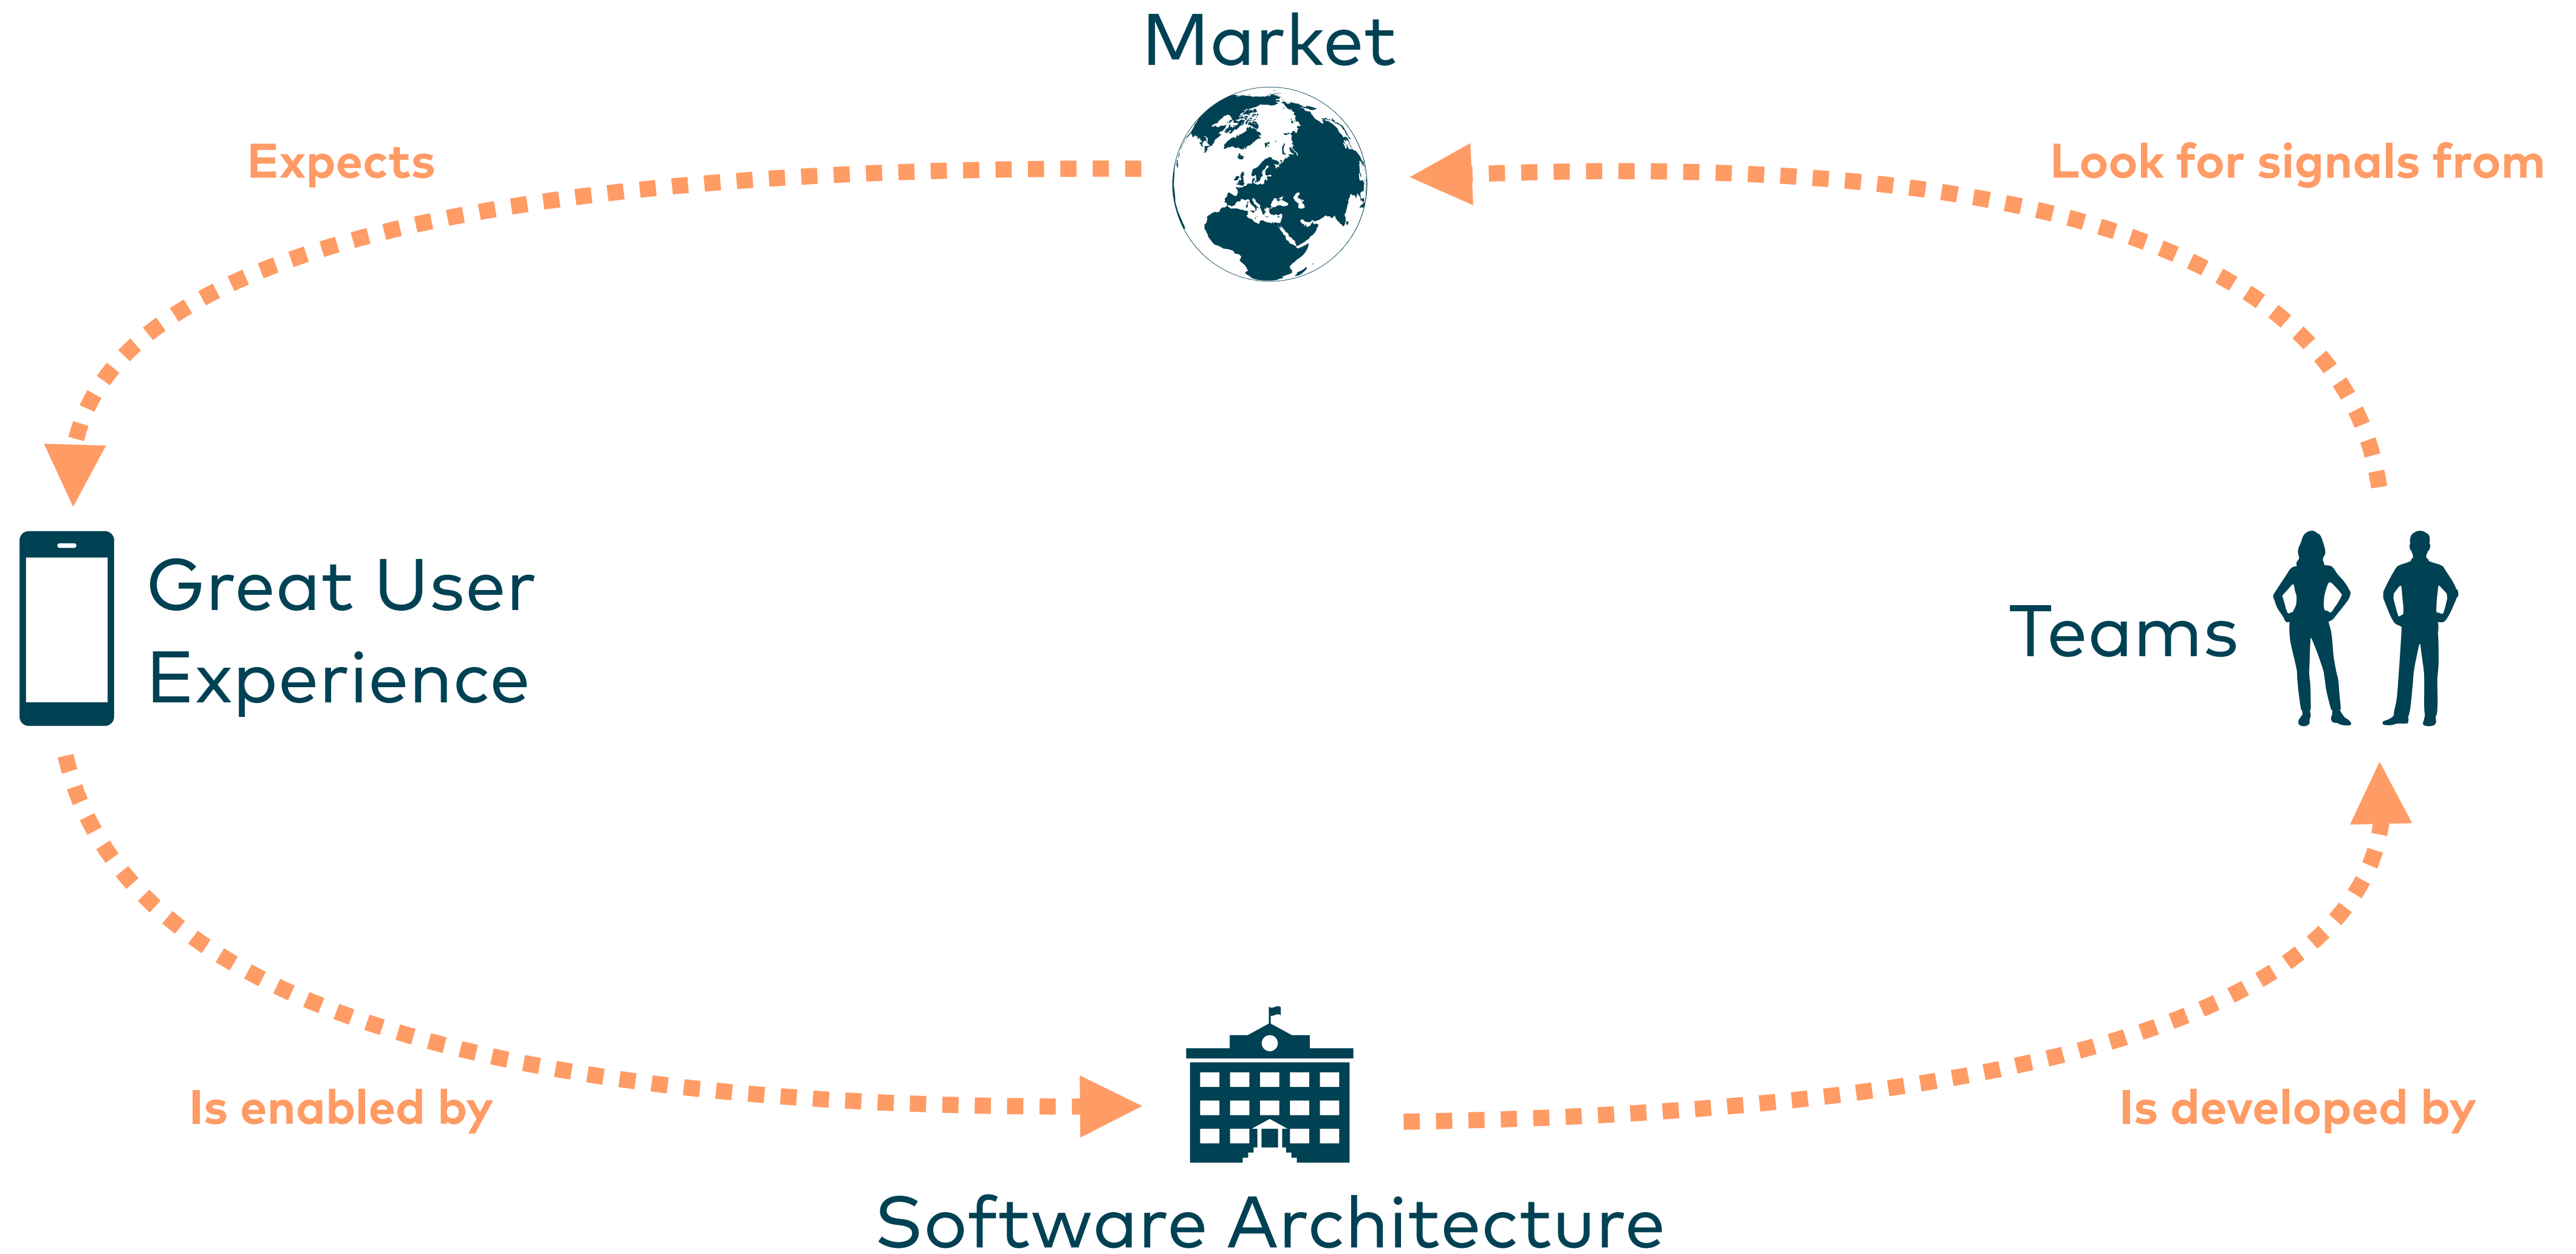 Market
Expects
Look for signals from
Great User
Experience
Teams
Is enabled by
Is developed by
Software Architecture